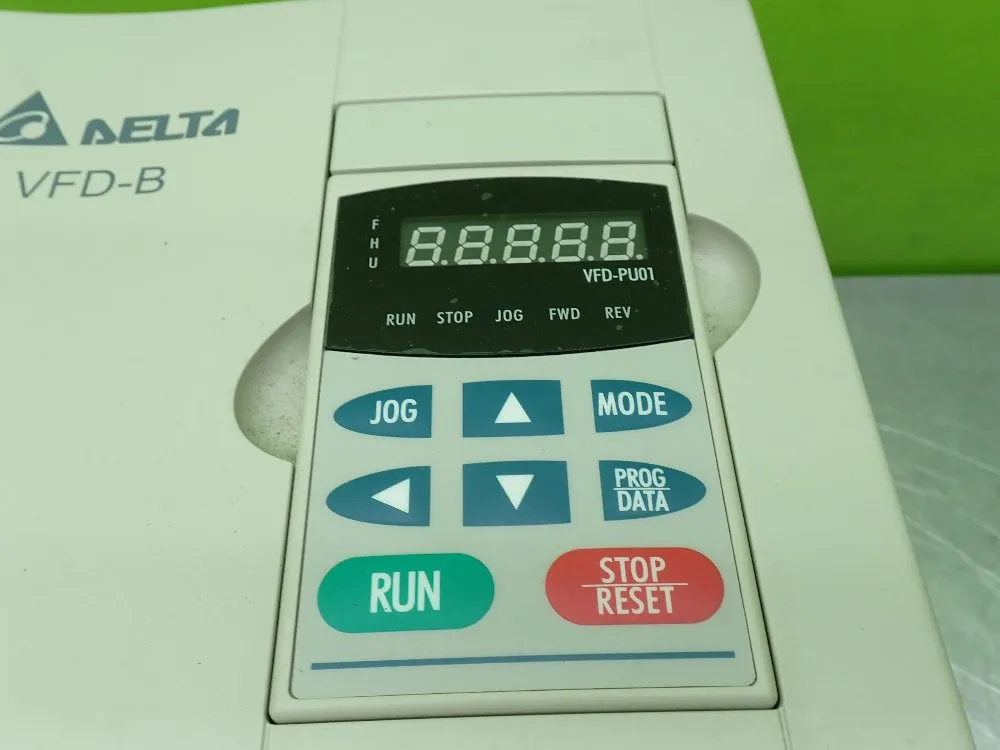 DELTA
VFD-B
F
H
U
8.8.8.8.8.
VFD-PU01
RUN STOP JOG FWD REV
JOG
MODE
PROG
DATA
RUN
STOP
RESET